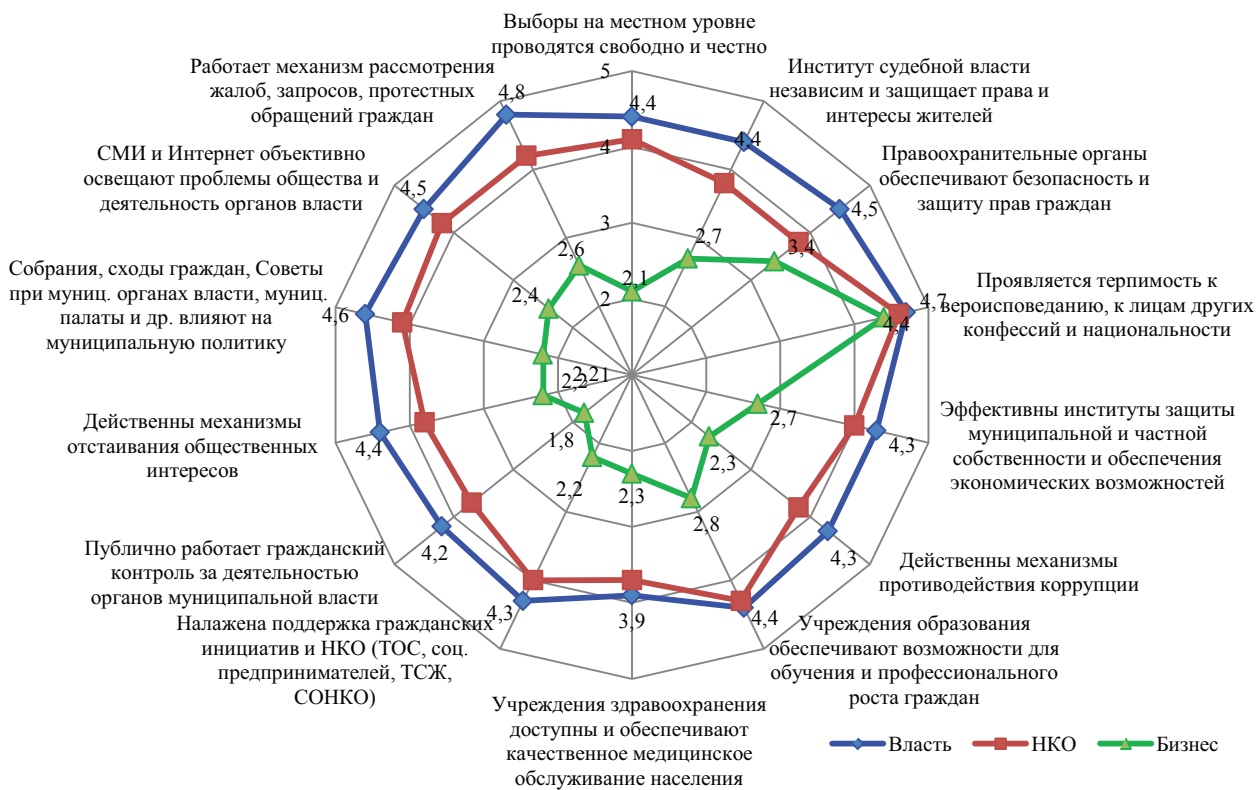 Выборы на местном уровне
проводятся свободно и честно
Институт судебной власти
независим и защищает права и
интересы жителей
Правоохранительные органы
обеспечивают безопасность и
защиту прав граждан
Проявляется терпимость к
вероисповеданию, к лицам других
конфессий и национальности
Эффективны институты защиты
муниципальной и частной
собственности и обеспечения
экономических возможностей
Действенны механизмы
противодействия коррупции
Учреждения образования
обеспечивают возможности для
обучения и профессионального
роста граждан
Учреждения здравоохранения
доступны и обеспечивают
качественное медицинское
обслуживание населения
Налажена поддержка гражданских
инициатив и НКО (ТОС, соц.
предпринимателей, ТСЖ,
СОНКО)
Публично работает гражданский
контроль за деятельностью
органов муниципальной власти
Действенны механизмы
отстаивания общественных
интересов
Собрания, сходы граждан, Советы
при муниц. органах власти, муниц.
палаты и др. влияют на
муниципальную политику
СМИ и Интернет объективно
освещают проблемы общества и
деятельность органов власти
Работает механизм рассмотрения
жалоб, запросов, протестных
обращений граждан
5
4
3
2
1
4,4
4,4
4,5
4,7
4,3
4,3
4,4
3,9
4,3
4,2
4,4
4,6
4,5
4,8
2,1
2,7
3,4
4,4
2,7
2,3
2,8
2,3
2,2
1,8
2,2
2,2
2,4
2,6
Власть
НКО
Бизнес